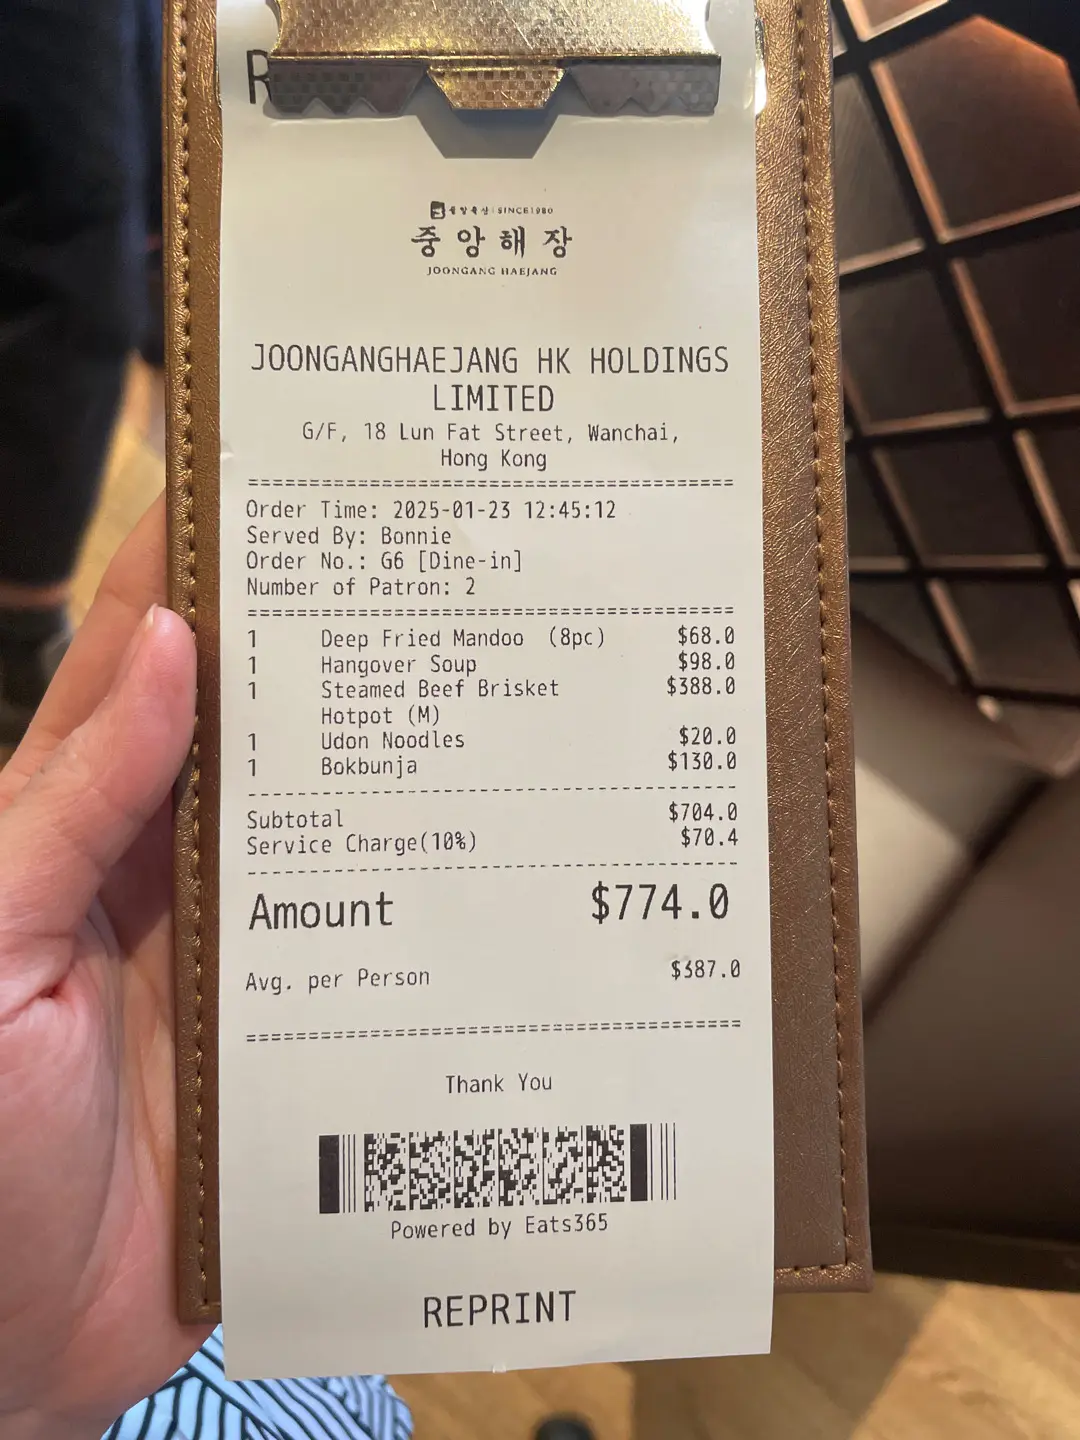 R
중앙육산 SINCE1980
중앙해장
JOONGANG HAEJANG
JOONGANGHAEJANG HK HOLDINGS
LIMITED
G/F, 18 Lun Fat Street, Wanchai,
Hong Kong
Order Time: 2025-01-23 12:45:12
Served By: Bonnie
Order No.: G6 [Dine-in]
Number of Patron: 2
1 Deep Fried Mandoo (8pc) $68.0
1 Hangover Soup $98.0
1 Steamed Beef Brisket $388.0
Hotpot (M)
1 Udon Noodles $20.0
1 Bokbunja $130.0
Subtotal $704.0
Service Charge(10%) $70.4
Amount $774.0
Avg. per Person $387.0
Thank You
Powered by Eats365
REPRINT